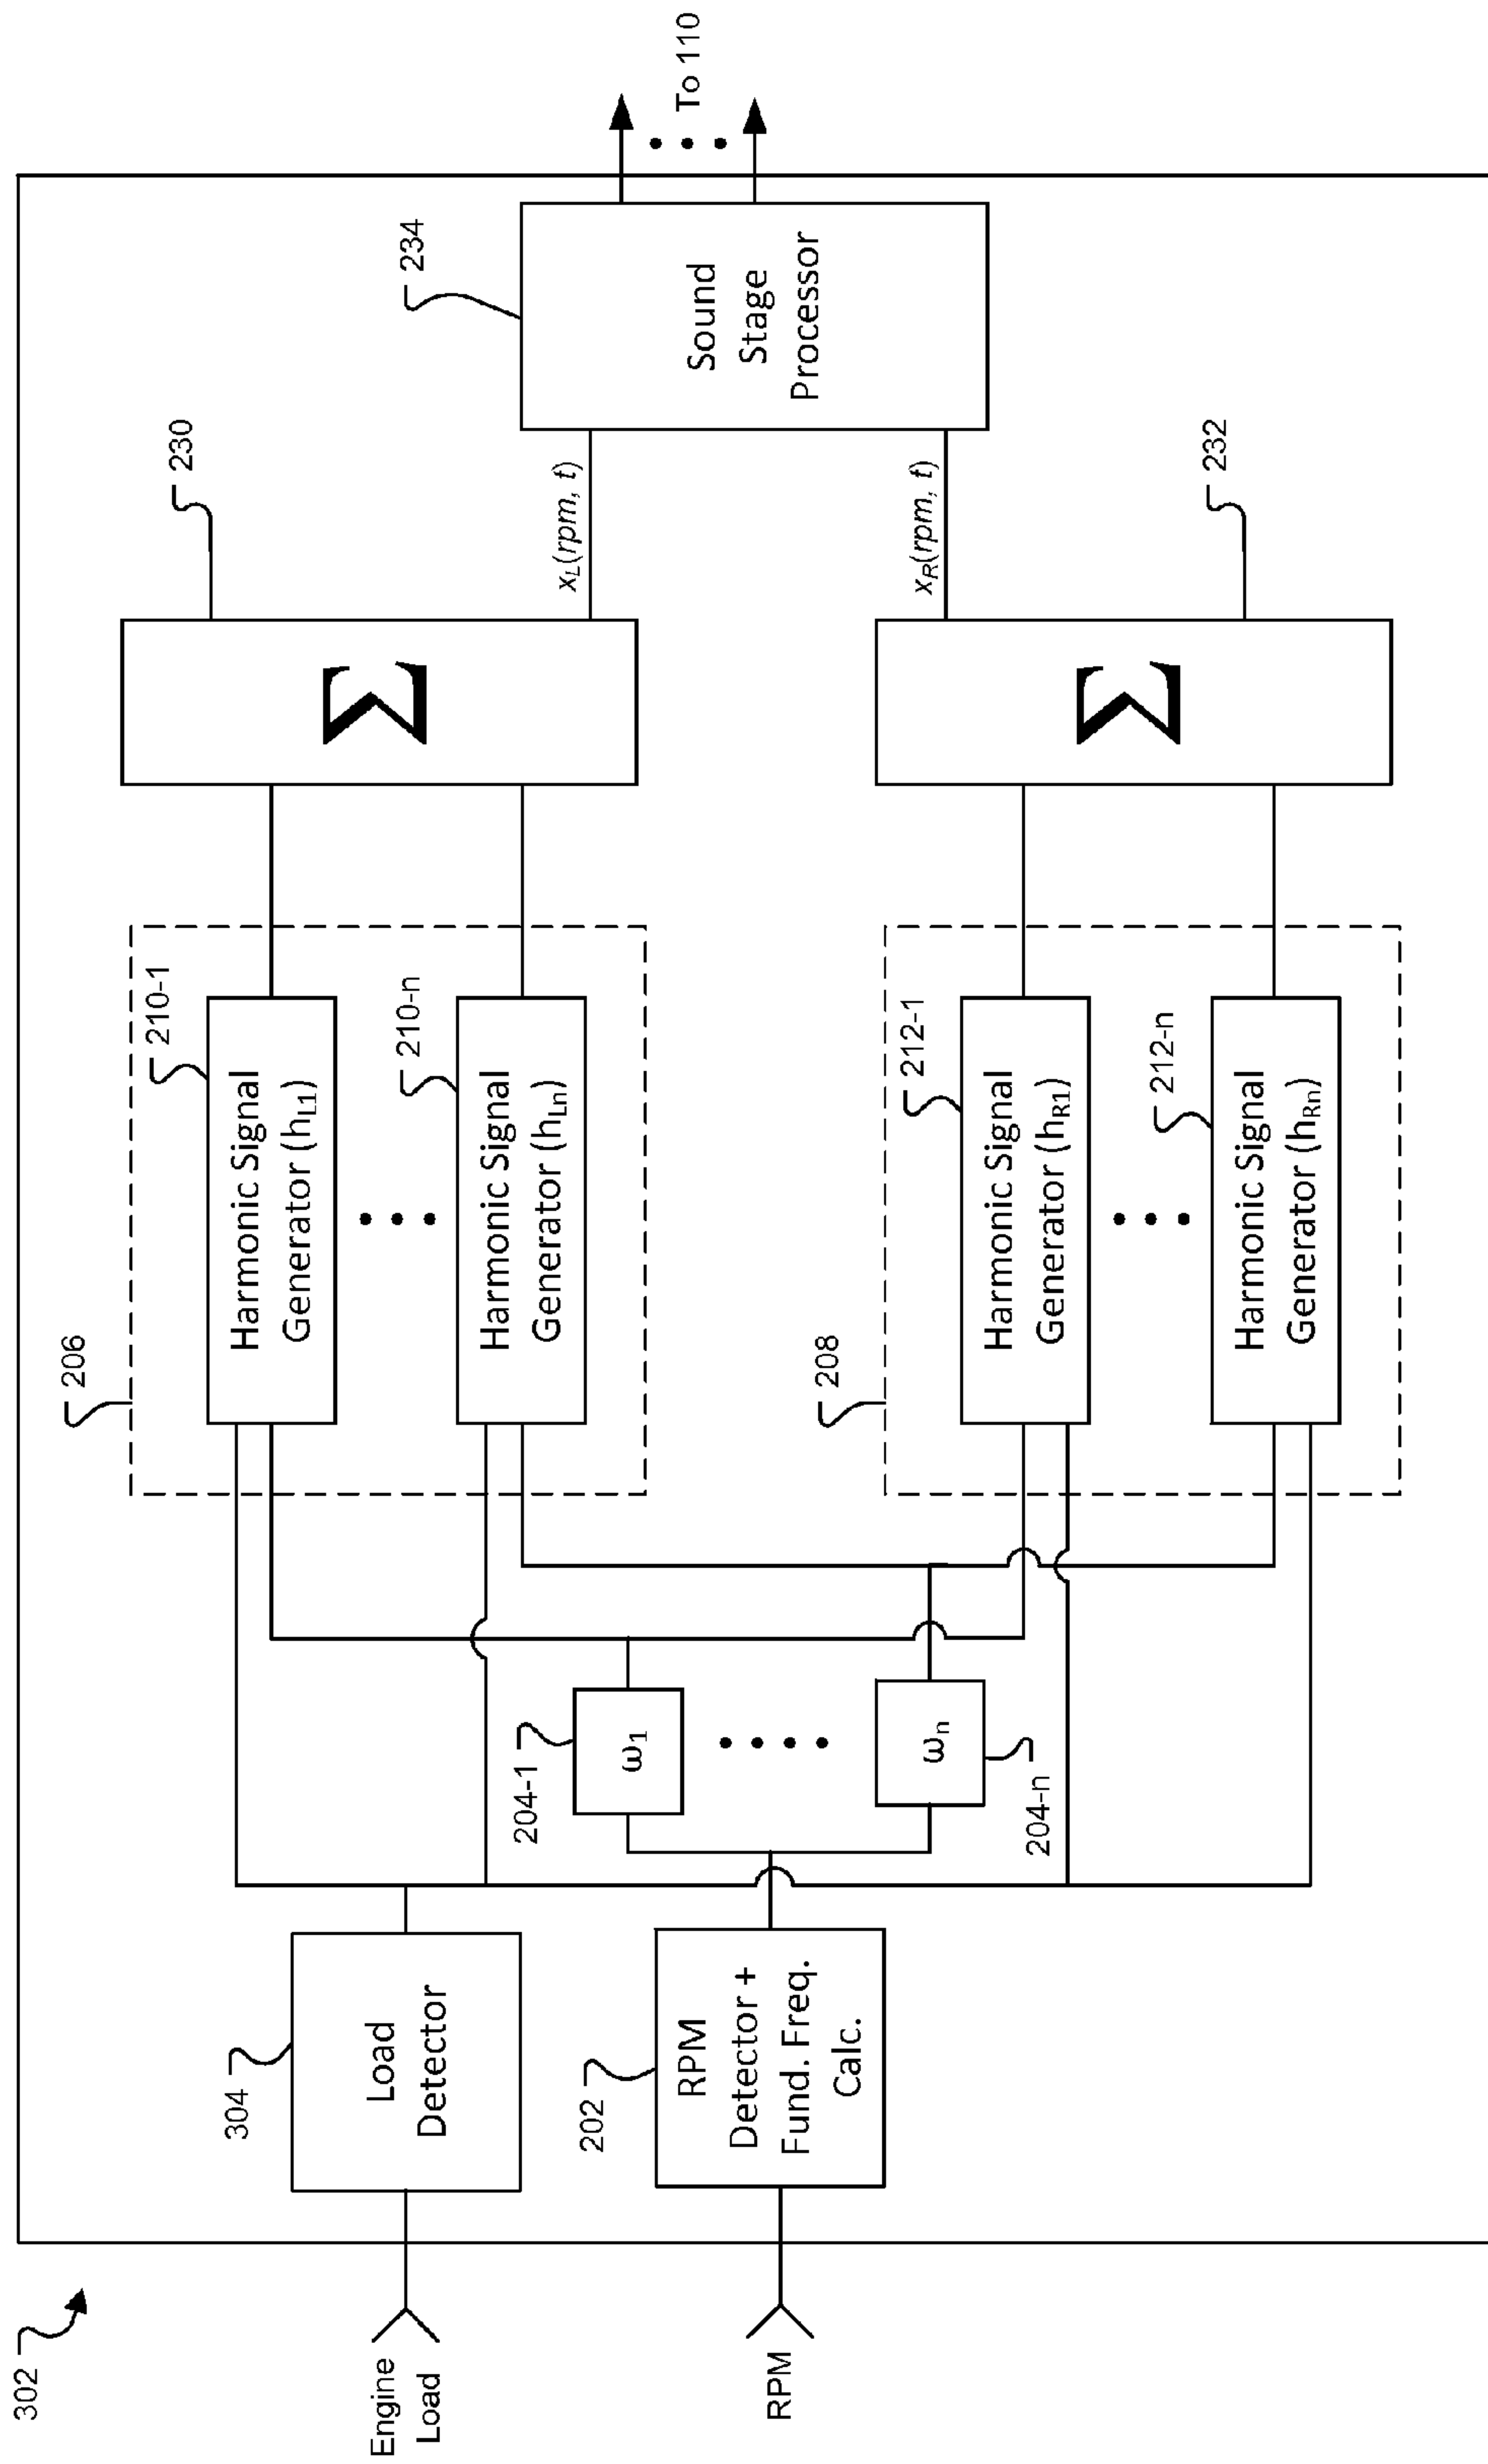 302
Engine
Load
RPM
304
Load
Detector
202
RPM
Detector +
Fund. Freq.
Calc.
204-1
ω1
204-n
ωn
206
210-1
Harmonic Signal
Generator (hL1)
210-n
Harmonic Signal
Generator (hLn)
208
212-1
Harmonic Signal
Generator (hR1)
212-n
Harmonic Signal
Generator (hRn)
230
Σ
232
Σ
xL(rpm, t)
xR(rpm, t)
234
Sound
Stage
Processor
To 110